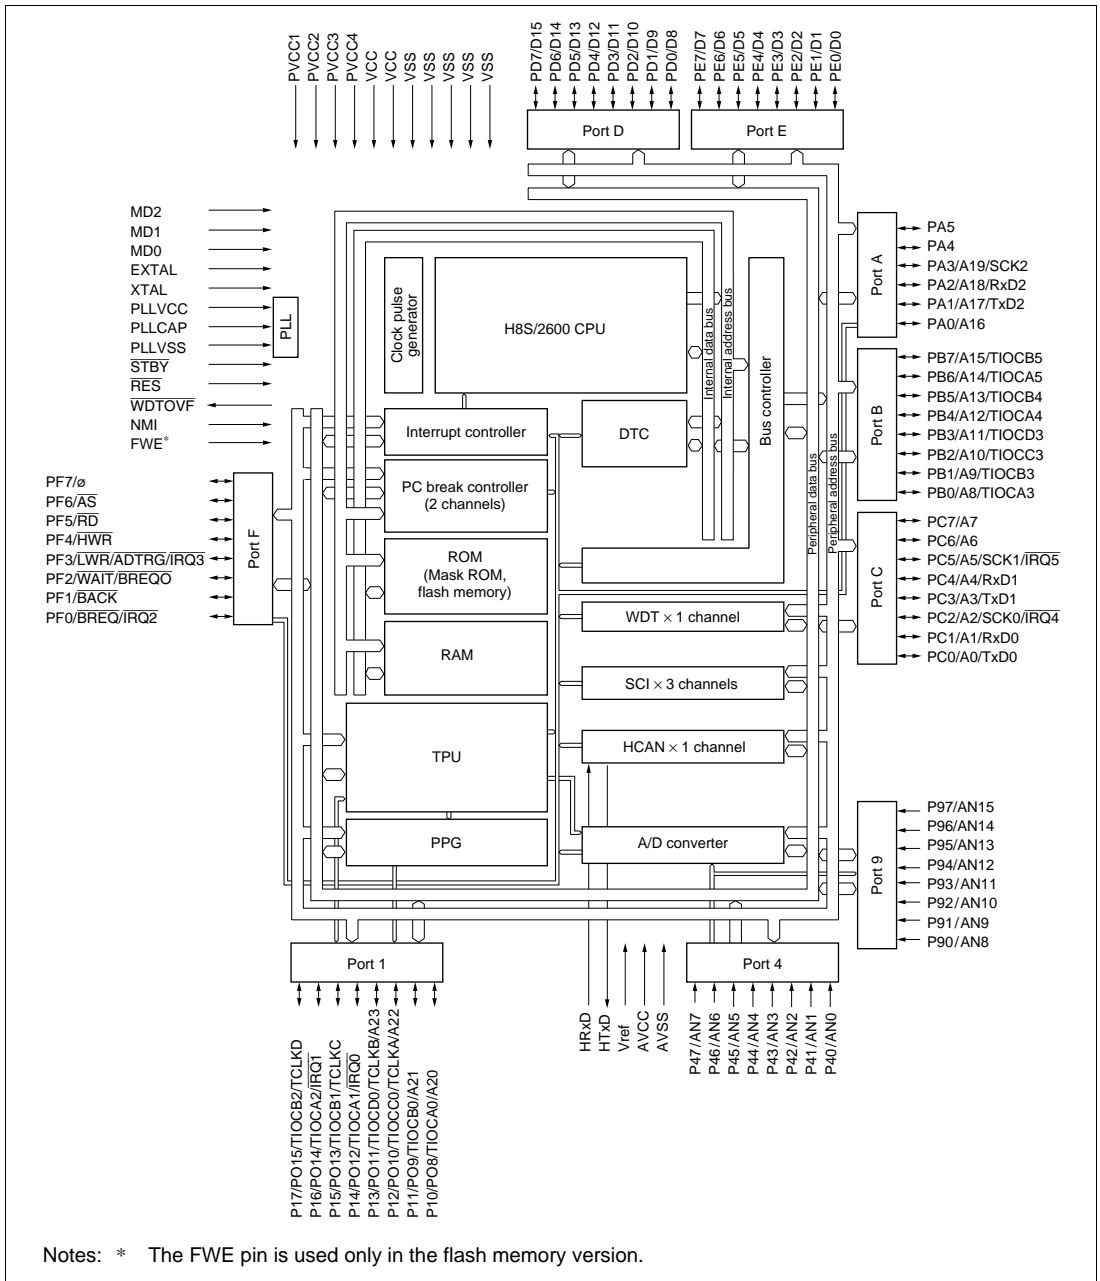 PVCC1
PVCC2
PVCC3
PVCC4
VCC
VCC
VSS
VSS
VSS
VSS
VSS
PD7/D15
PD6/D14
PD5/D13
PD4/D12
PD3/D11
PD2/D10
PD1/D9
PD0/D8
PE7/D7
PE6/D6
PE5/D5
PE4/D4
PE3/D3
PE2/D2
PE1/D1
PE0/D0
Port D
Port E
MD2
MD1
MD0
EXTAL
XTAL
PLLVCC
PLLCAP
PLLVSS
STBY
RES
WDTOVF
NMI
FWE*
PLL
PF7/ø
PF6/AS
PF5/RD
PF4/HWR
PF3/LWR/ADTRG/IRQ3
PF2/WAIT/BREQO
PF1/BACK
PF0/BREQ/IRQ2
Port F
Clock pulse
generator
H8S/2600 CPU
Interrupt controller
PC break controller
(2 channels)
ROM
(Mask ROM,
flash memory)
RAM
TPU
PPG
DTC
Internal data bus
Internal address bus
Bus controller
Peripheral data bus
Peripheral address bus
WDT × 1 channel
SCI × 3 channels
HCAN × 1 channel
A/D converter
Port A
PA5
PA4
PA3/A19/SCK2
PA2/A18/RxD2
PA1/A17/TxD2
PA0/A16
Port B
PB7/A15/TIOCB5
PB6/A14/TIOCA5
PB5/A13/TIOCB4
PB4/A12/TIOCA4
PB3/A11/TIOCD3
PB2/A10/TIOCC3
PB1/A9/TIOCB3
PB0/A8/TIOCA3
Port C
PC7/A7
PC6/A6
PC5/A5/SCK1/IRQ5
PC4/A4/RxD1
PC3/A3/TxD1
PC2/A2/SCK0/IRQ4
PC1/A1/RxD0
PC0/A0/TxD0
Port 9
P97/AN15
P96/AN14
P95/AN13
P94/AN12
P93/AN11
P92/AN10
P91/AN9
P90/AN8
Port 1
Port 4
P17/PO15/TIOCB2/TCLKD
P16/PO14/TIOCA2/IRQ1
P15/PO13/TIOCB1/TCLKC
P14/PO12/TIOCA1/IRQ0
P13/PO11/TIOCD0/TCLKB/A23
P12/PO10/TIOCC0/TCLKA/A22
P11/PO9/TIOCB0/A21
P10/PO8/TIOCA0/A20
HRxD
HTxD
Vref
AVCC
AVSS
P47/AN7
P46/AN6
P45/AN5
P44/AN4
P43/AN3
P42/AN2
P41/AN1
P40/AN0
Notes: * The FWE pin is used only in the flash memory version.